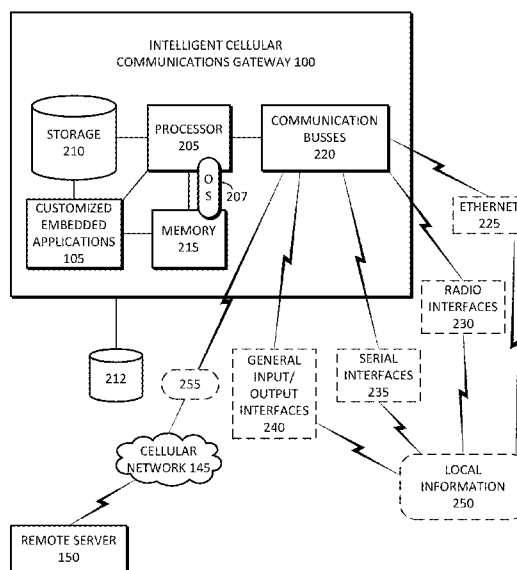 INTELLIGENT CELLULAR
COMMUNICATIONS GATEWAY 100
STORAGE
210
PROCESSOR
205
COMMUNICATION
BUSSES
220
OS
207
CUSTOMIZED
EMBEDDED
APPLICATIONS
105
MEMORY
215
ETHERNET
225
RADIO
INTERFACES
230
212
255
GENERAL
INPUT/
OUTPUT
INTERFACES
240
SERIAL
INTERFACES
235
CELLULAR
NETWORK 145
LOCAL
INFORMATION
250
REMOTE SERVER
150